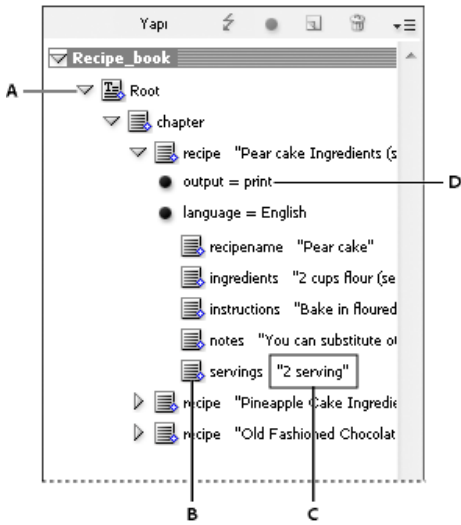 Yapı
Recipe_book
A
Root
chapter
recipe "Pear cake Ingredients (s
output = print
D
language = English
recipename "Pear cake"
ingredients "2 cups flour (se
instructions "Bake in floured
notes "You can substitute ot
servings "2 serving"
recipe "Pineapple Cake Ingredie
recipe "Old Fashioned Chocolat
B
C